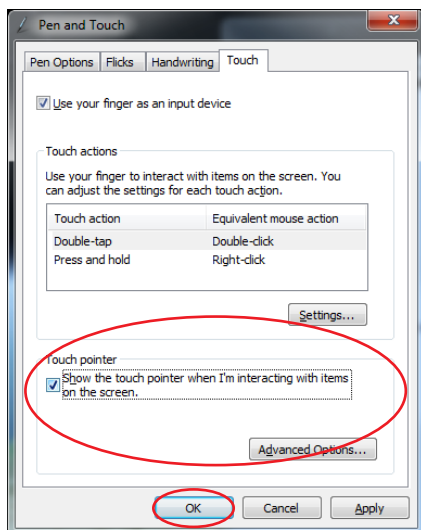 Pen and Touch
Pen Options Flicks Handwriting Touch
Use your finger as an input device
Touch actions
Use your finger to interact with items on the screen. You
can adjust the settings for each touch action.
Touch action Equivalent mouse action
Double-tap Double-click
Press and hold Right-click
Settings...
Touch pointer
Show the touch pointer when I'm interacting with items
on the screen.
Advanced Options...
OK Cancel Apply